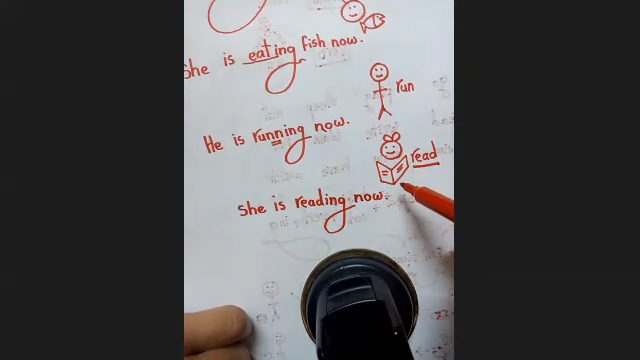 She is eating fish now.
run
He is running now.
read
She is reading now.